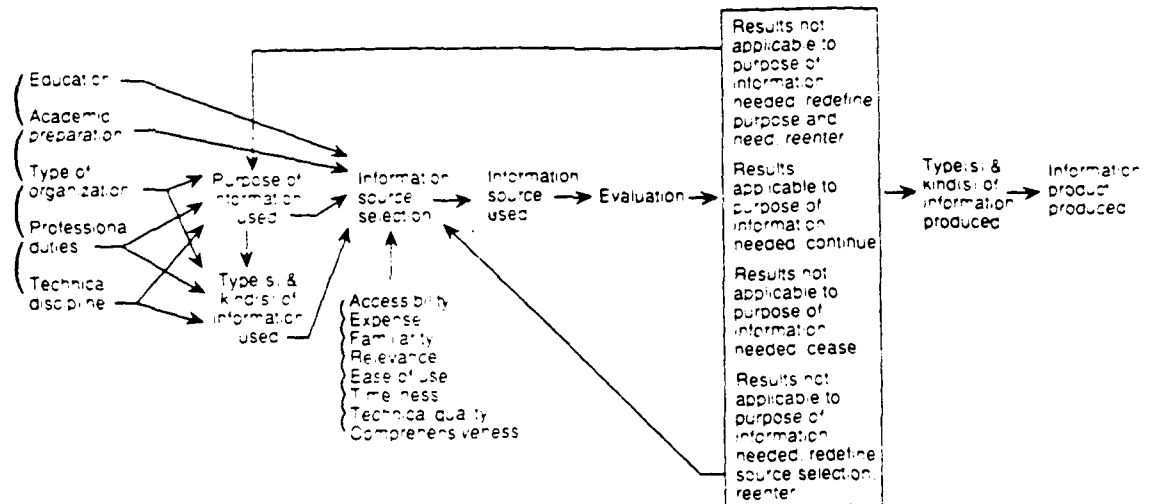 Education
Academic
preparation
Type of
organization
Professional
duties
Technical
discipline
Purpose of
information
used
Type(s) &
kind(s) of
information
used
Information
source
selection
Accessibility
Expense
Familiarity
Relevance
Ease of use
Timeliness
Technical quality
Comprehensiveness
Information
source
used
Evaluation
Results not
applicable to
purpose of
information
needed, redefine
purpose and
need, reenter
Results
applicable to
purpose of
information
needed, continue
Results not
applicable to
purpose of
information
needed, cease
Results not
applicable to
purpose of
information
needed, redefine
source selection,
reenter
Type(s) &
kind(s) of
information
produced
Information
product
produced